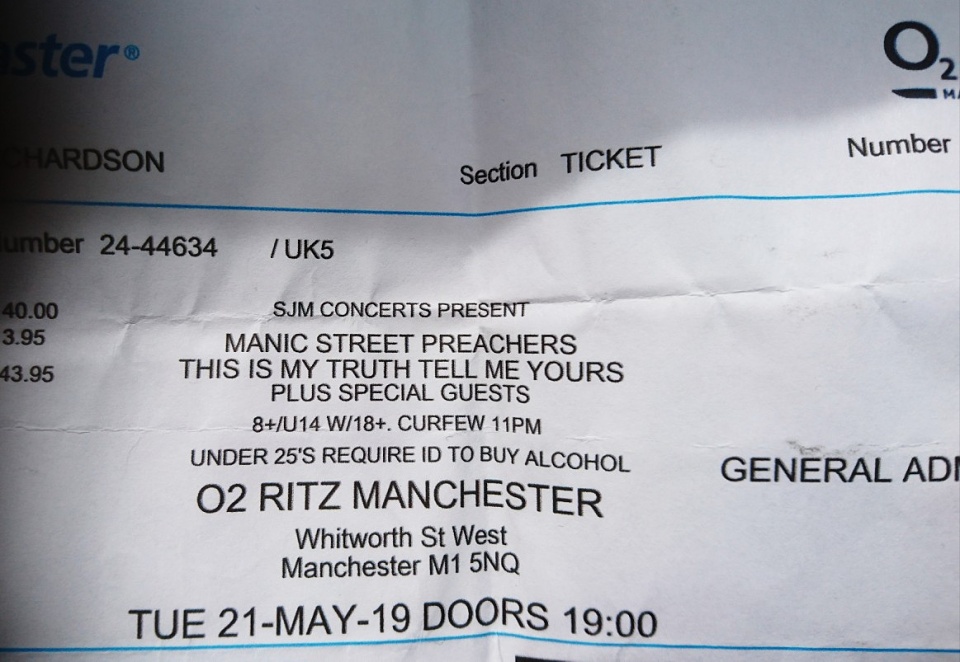 aster®
O2
CHARDSON Section TICKET Number
umber 24-44634 / UK5
40.00 SJM CONCERTS PRESENT
3.95 MANIC STREET PREACHERS
43.95 THIS IS MY TRUTH TELL ME YOURS
PLUS SPECIAL GUESTS
8+/U14 W/18+. CURFEW 11PM
UNDER 25'S REQUIRE ID TO BUY ALCOHOL
GENERAL ADM
O2 RITZ MANCHESTER
Whitworth St West
Manchester M1 5NQ
TUE 21-MAY-19 DOORS 19:00